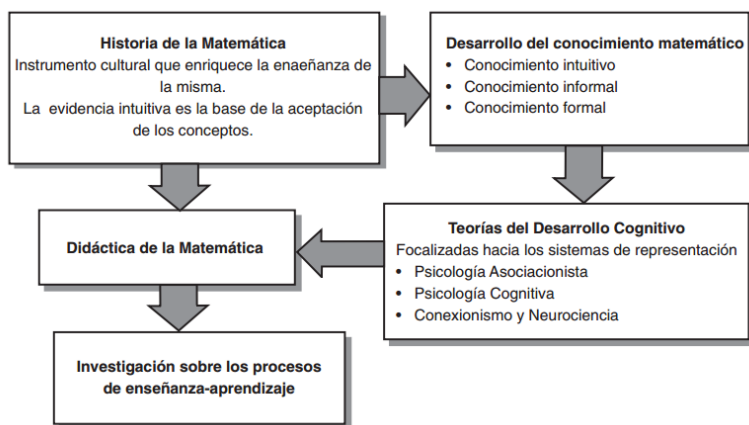 Historia de la Matemática
Instrumento cultural que enriquece la enaeñanza de
la misma.
La evidencia intuitiva es la base de la aceptación
de los conceptos.
Desarrollo del conocimiento matemático
• Conocimiento intuitivo
• Conocimiento informal
• Conocimiento formal
Didáctica de la Matemática
Teorías del Desarrollo Cognitivo
Focalizadas hacia los sistemas de representación
• Psicología Asociacionista
• Psicología Cognitiva
• Conexionismo y Neurociencia
Investigación sobre los procesos
de enseñanza-aprendizaje